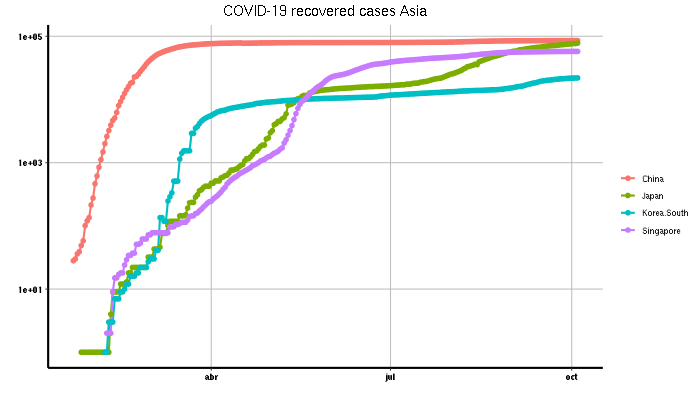 COVID-19 recovered cases Asia
1e+05
1e+03
1e+01
abr
jul
oct
China
Japan
Korea.South
Singapore